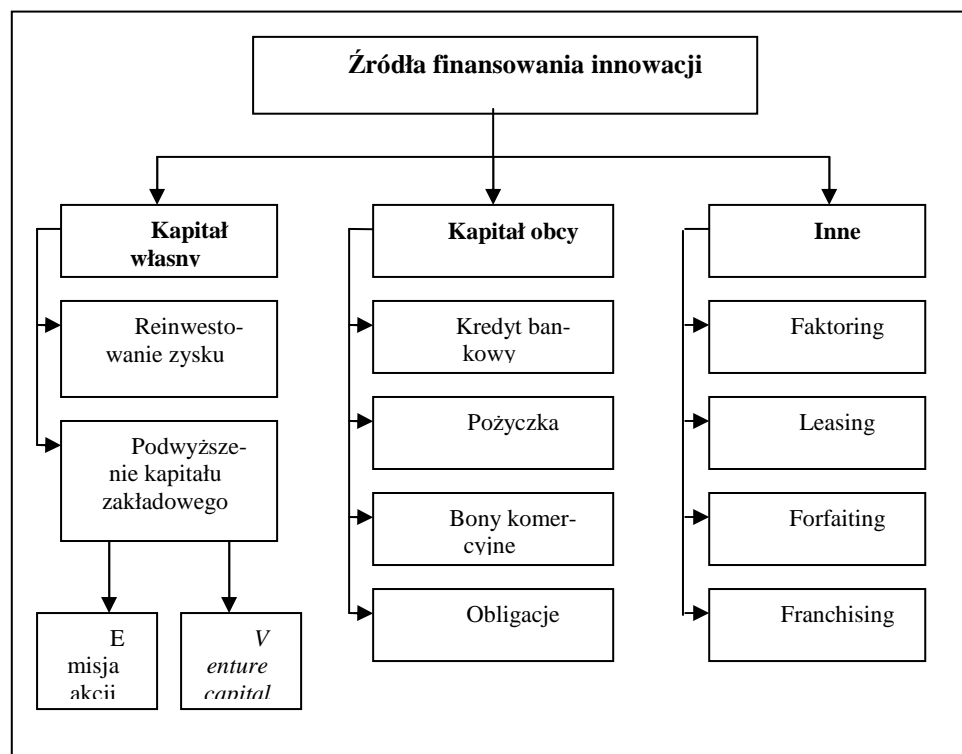 Źródła finansowania innowacji
Kapitał
własny
Reinwesto-
wanie zysku
Podwyższe-
nie kapitału
zakładowego
E
misja
akcji
V
enture
capital
Kapitał obcy
Kredyt ban-
kowy
Pożyczka
Bony komer-
cyjne
Obligacje
Inne
Faktoring
Leasing
Forfaiting
Franchising